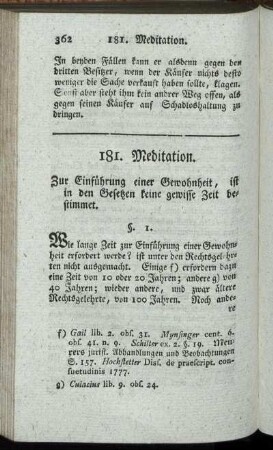 362 181. Meditation.
In beyden Fällen kann er alsdenn gegen den
dritten Besitzer, wenn der Käufer nichts desto
weniger die Sache verkauft haben sollte, klagen.
Sonst aber steht ihm kein andrer Weg offen, als
gegen seinen Käufer auf Schadloshaltung zu
dringen.
181. Meditation.
Zur Einführung einer Gewohnheit, ist
in den Gesetzen keine gewisse Zeit be-
stimmet.
§. 1.
Wie lange Zeit zur Einführung einer Gewohn-
heit erfordert werde? ist unter den Rechtsgelehr-
ten nicht ausgemacht. Einige f) erfordern dazu
eine Zeit von 10 oder 20 Jahren; andere g) von
40 Jahren; wieder andere, und zwar ältere
Rechtsgelehrte, von 100 Jahren. Noch ande-
re
f) Gail lib. 2. obs. 31. Mynsinger cent. 6.
obs. 41. n. 9. Schilter ex. 2. §. 19.
jurist. Abhandlungen und Beobachtungen
S. 157. Hochstetter Diss. de praescript. con-
suetudinis 1777.
g) Cuiacius lib. 9. obs. 24.